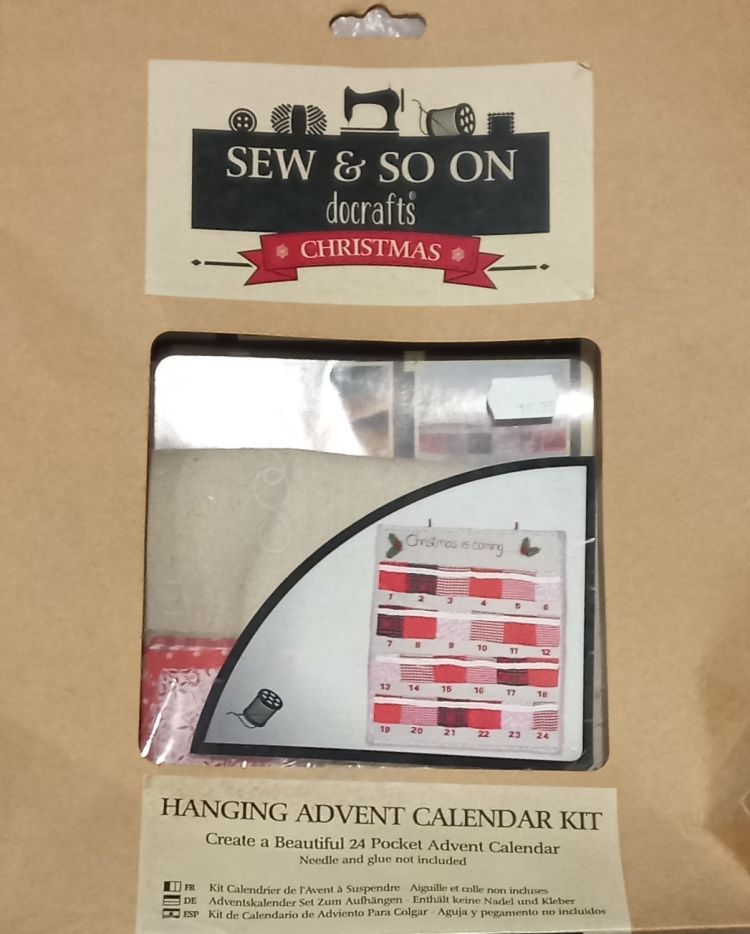 SEW & SO ON
docrafts®
CHRISTMAS
Christmas is coming
1 2 3 4 5 6
7 8 9 10 11 12
13 14 15 16 17 18
19 20 21 22 23 24
HANGING ADVENT CALENDAR KIT
Create a Beautiful 24 Pocket Advent Calendar
Needle and glue not included
FR Kit Calendrier de l'Avent à Suspendre - Aiguille et colle non incluses
DE Adventskalender Set Zum Aufhängen - Enthält keine Nadel und Kleber
ESP Kit de Calendario de Adviento Para Colgar - Aguja y pegamento no incluidos